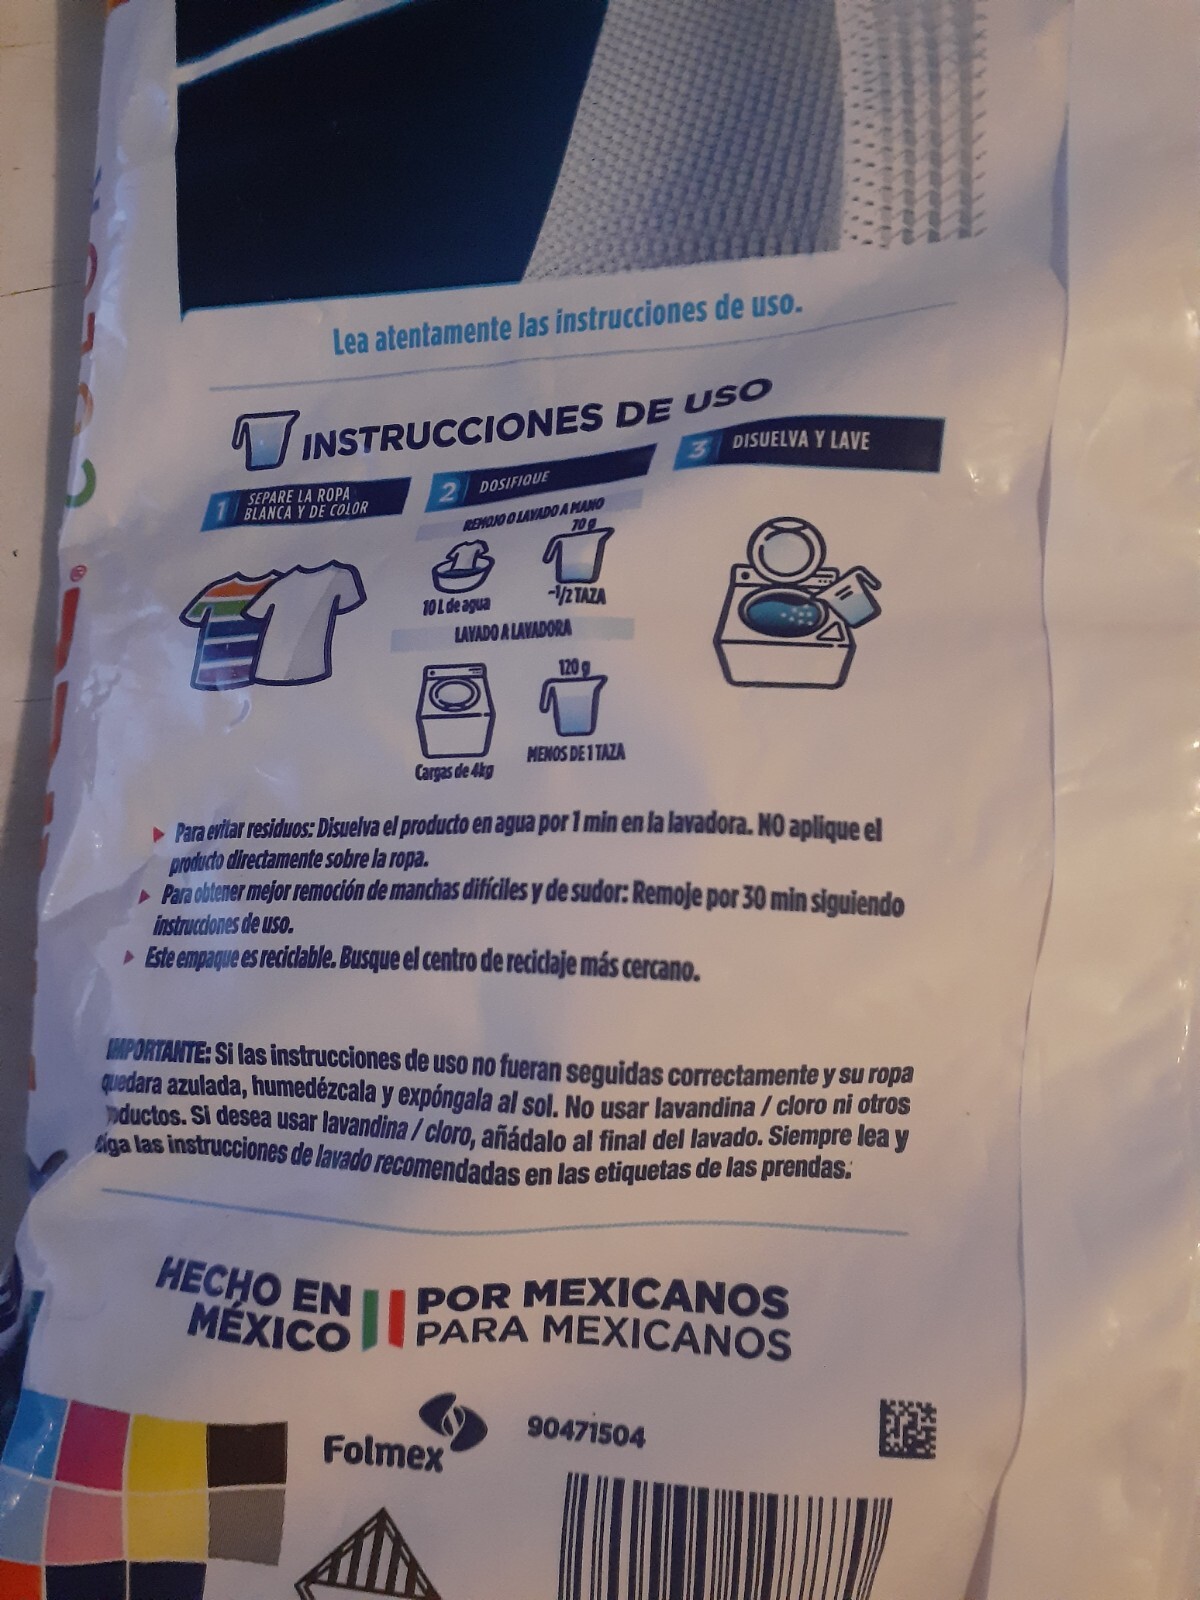 Lea atentamente las instrucciones de uso.
INSTRUCCIONES DE USO
1 SEPARE LA ROPA
BLANCA Y DE COLOR
2 DOSIFIQUE
REMOJO O LAVADO A MANO
70 g
10 L de agua
~1/2 TAZA
LAVADO A LAVADORA
120 g
Cargas de 4kg
MENOS DE 1 TAZA
3 DISUELVA Y LAVE
Para evitar residuos: Disuelva el producto en agua por 1 min en la lavadora. NO aplique el
producto directamente sobre la ropa.
Para obtener mejor remoción de manchas difíciles y de sudor: Remoje por 30 min siguiendo
instrucciones de uso.
Este empaque es reciclable. Busque el centro de reciclaje más cercano.
IMPORTANTE: Si las instrucciones de uso no fueran seguidas correctamente y su ropa
quedara azulada, humedézcala y expóngala al sol. No usar lavandina / cloro ni otros
oductos. Si desea usar lavandina / cloro, añádalo al final del lavado. Siempre lea y
siga las instrucciones de lavado recomendadas en las etiquetas de las prendas.
HECHO EN
MÉXICO
POR MEXICANOS
PARA MEXICANOS
Folmex
90471504